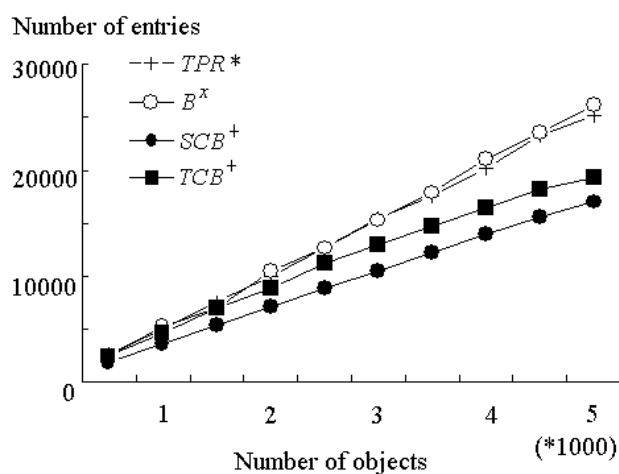 Number of entries
30000
TPR*
B^x
SCB^+
TCB^+
20000
10000
0
1 2 3 4 5
Number of objects (*1000)